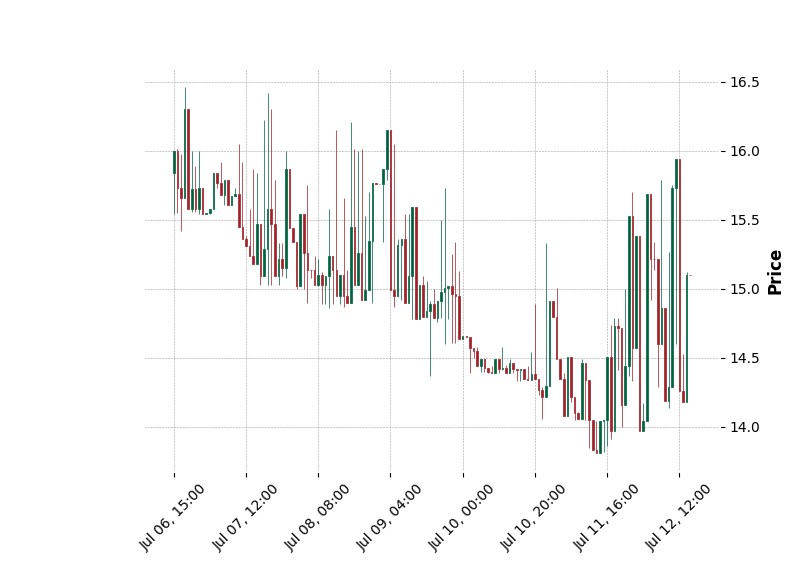 16.5
16.0
15.5
15.0
14.5
14.0
Price
Jul 06, 15:00
Jul 07, 12:00
Jul 08, 08:00
Jul 09, 04:00
Jul 10, 00:00
Jul 10, 20:00
Jul 11, 16:00
Jul 12, 12:00